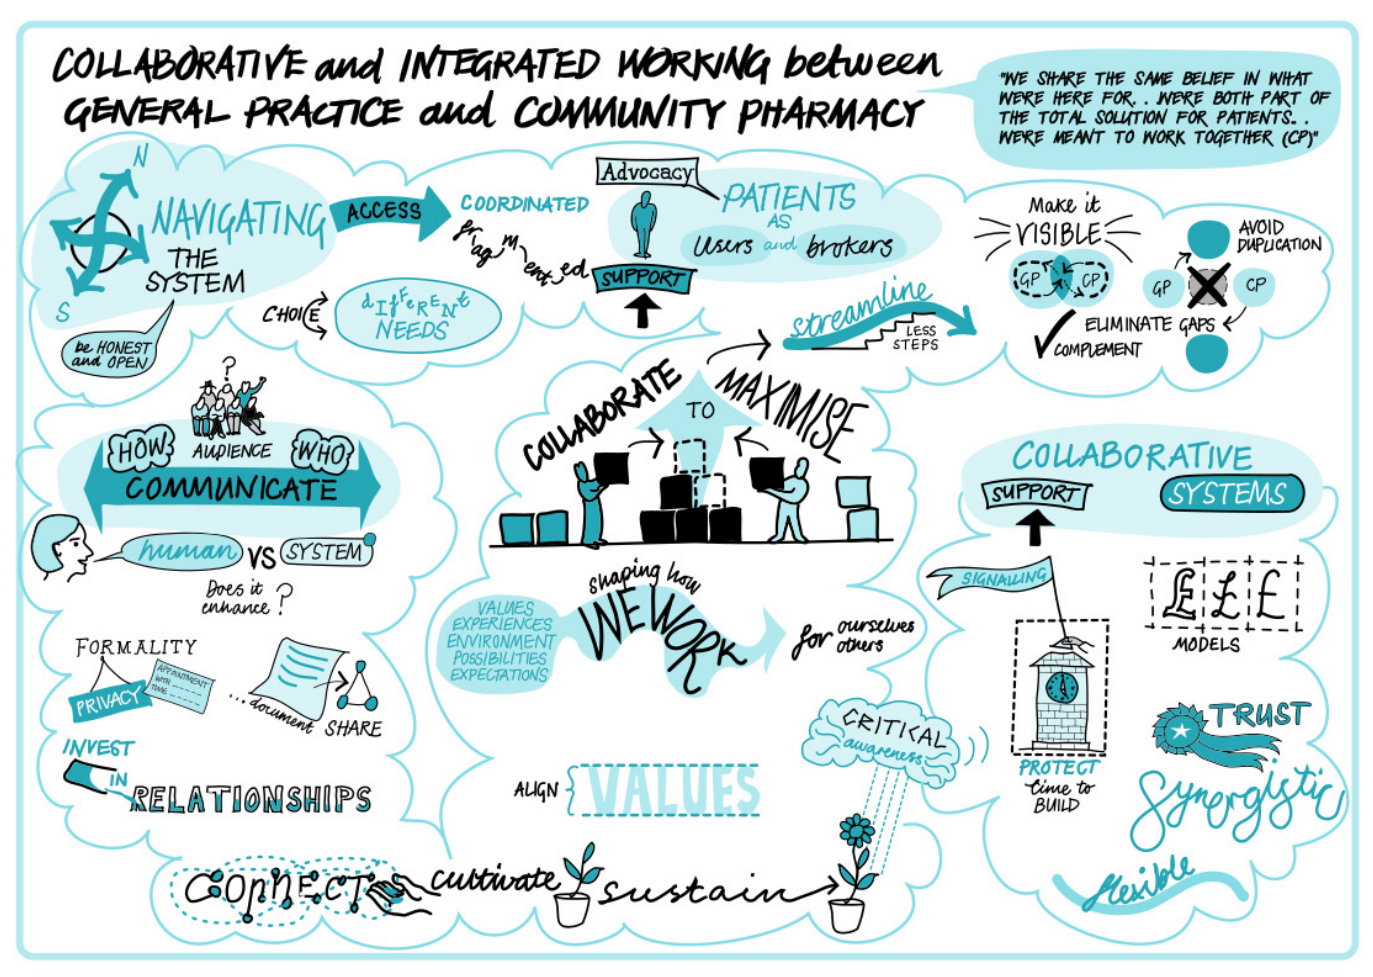 COLLABORATIVE and INTEGRATED WORKING between
GENERAL PRACTICE and COMMUNITY PHARMACY
"WE SHARE THE SAME BELIEF IN WHAT
WERE HERE FOR. . .WERE BOTH PART OF
THE TOTAL SOLUTION FOR PATIENTS. . .
WERE MEANT TO WORK TOGETHER (CP)"
N
S
NAVIGATING
THE
SYSTEM
be HONEST
and OPEN
ACCESS
COORDINATED
fragmented
CHOICE
DIFFERENt
NEEDS
Advocacy
SUPPORT
PATIENTS
AS
users and brokers
streamline
LESS
STEPS
Make it
VISIBLE
GP
CP
COMPLEMENT
AVOID
DUPLICATION
GP
CP
ELIMINATE GAPS
?
HOW
AUDIENCE
WHO
COMMUNICATE
human
VS
SYSTEM
Does it
enhance?
FORMALITY
PRIVACY
APPOINTMENT
WITH
TIME
...document
SHARE
INVEST
IN
RELATIONSHIPS
COLLABORATE
TO
MAXIMISE
VALUES
EXPERIENCES
ENVIRONMENT
POSSIBILITIES
EXPECTATIONS
shaping how
WE WORK
for
ourselves
others
ALIGN
VALUES
CRITICAL
awareness
CONNECT
cultivate
sustain
COLLABORATIVE
SUPPORT
SYSTEMS
SIGNALLING
£££
MODELS
PROTECT
time to
BUILD
TRUST
Synergistic
flexible